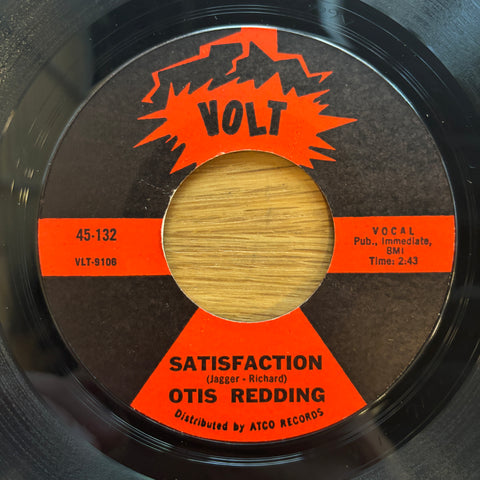 VOLT
45-132
VLT-9106
VOCAL
Pub., Immediate,
BMI
Time: 2:43
SATISFACTION
(Jagger - Richard)
OTIS REDDING
Distributed by ATCO RECORDS